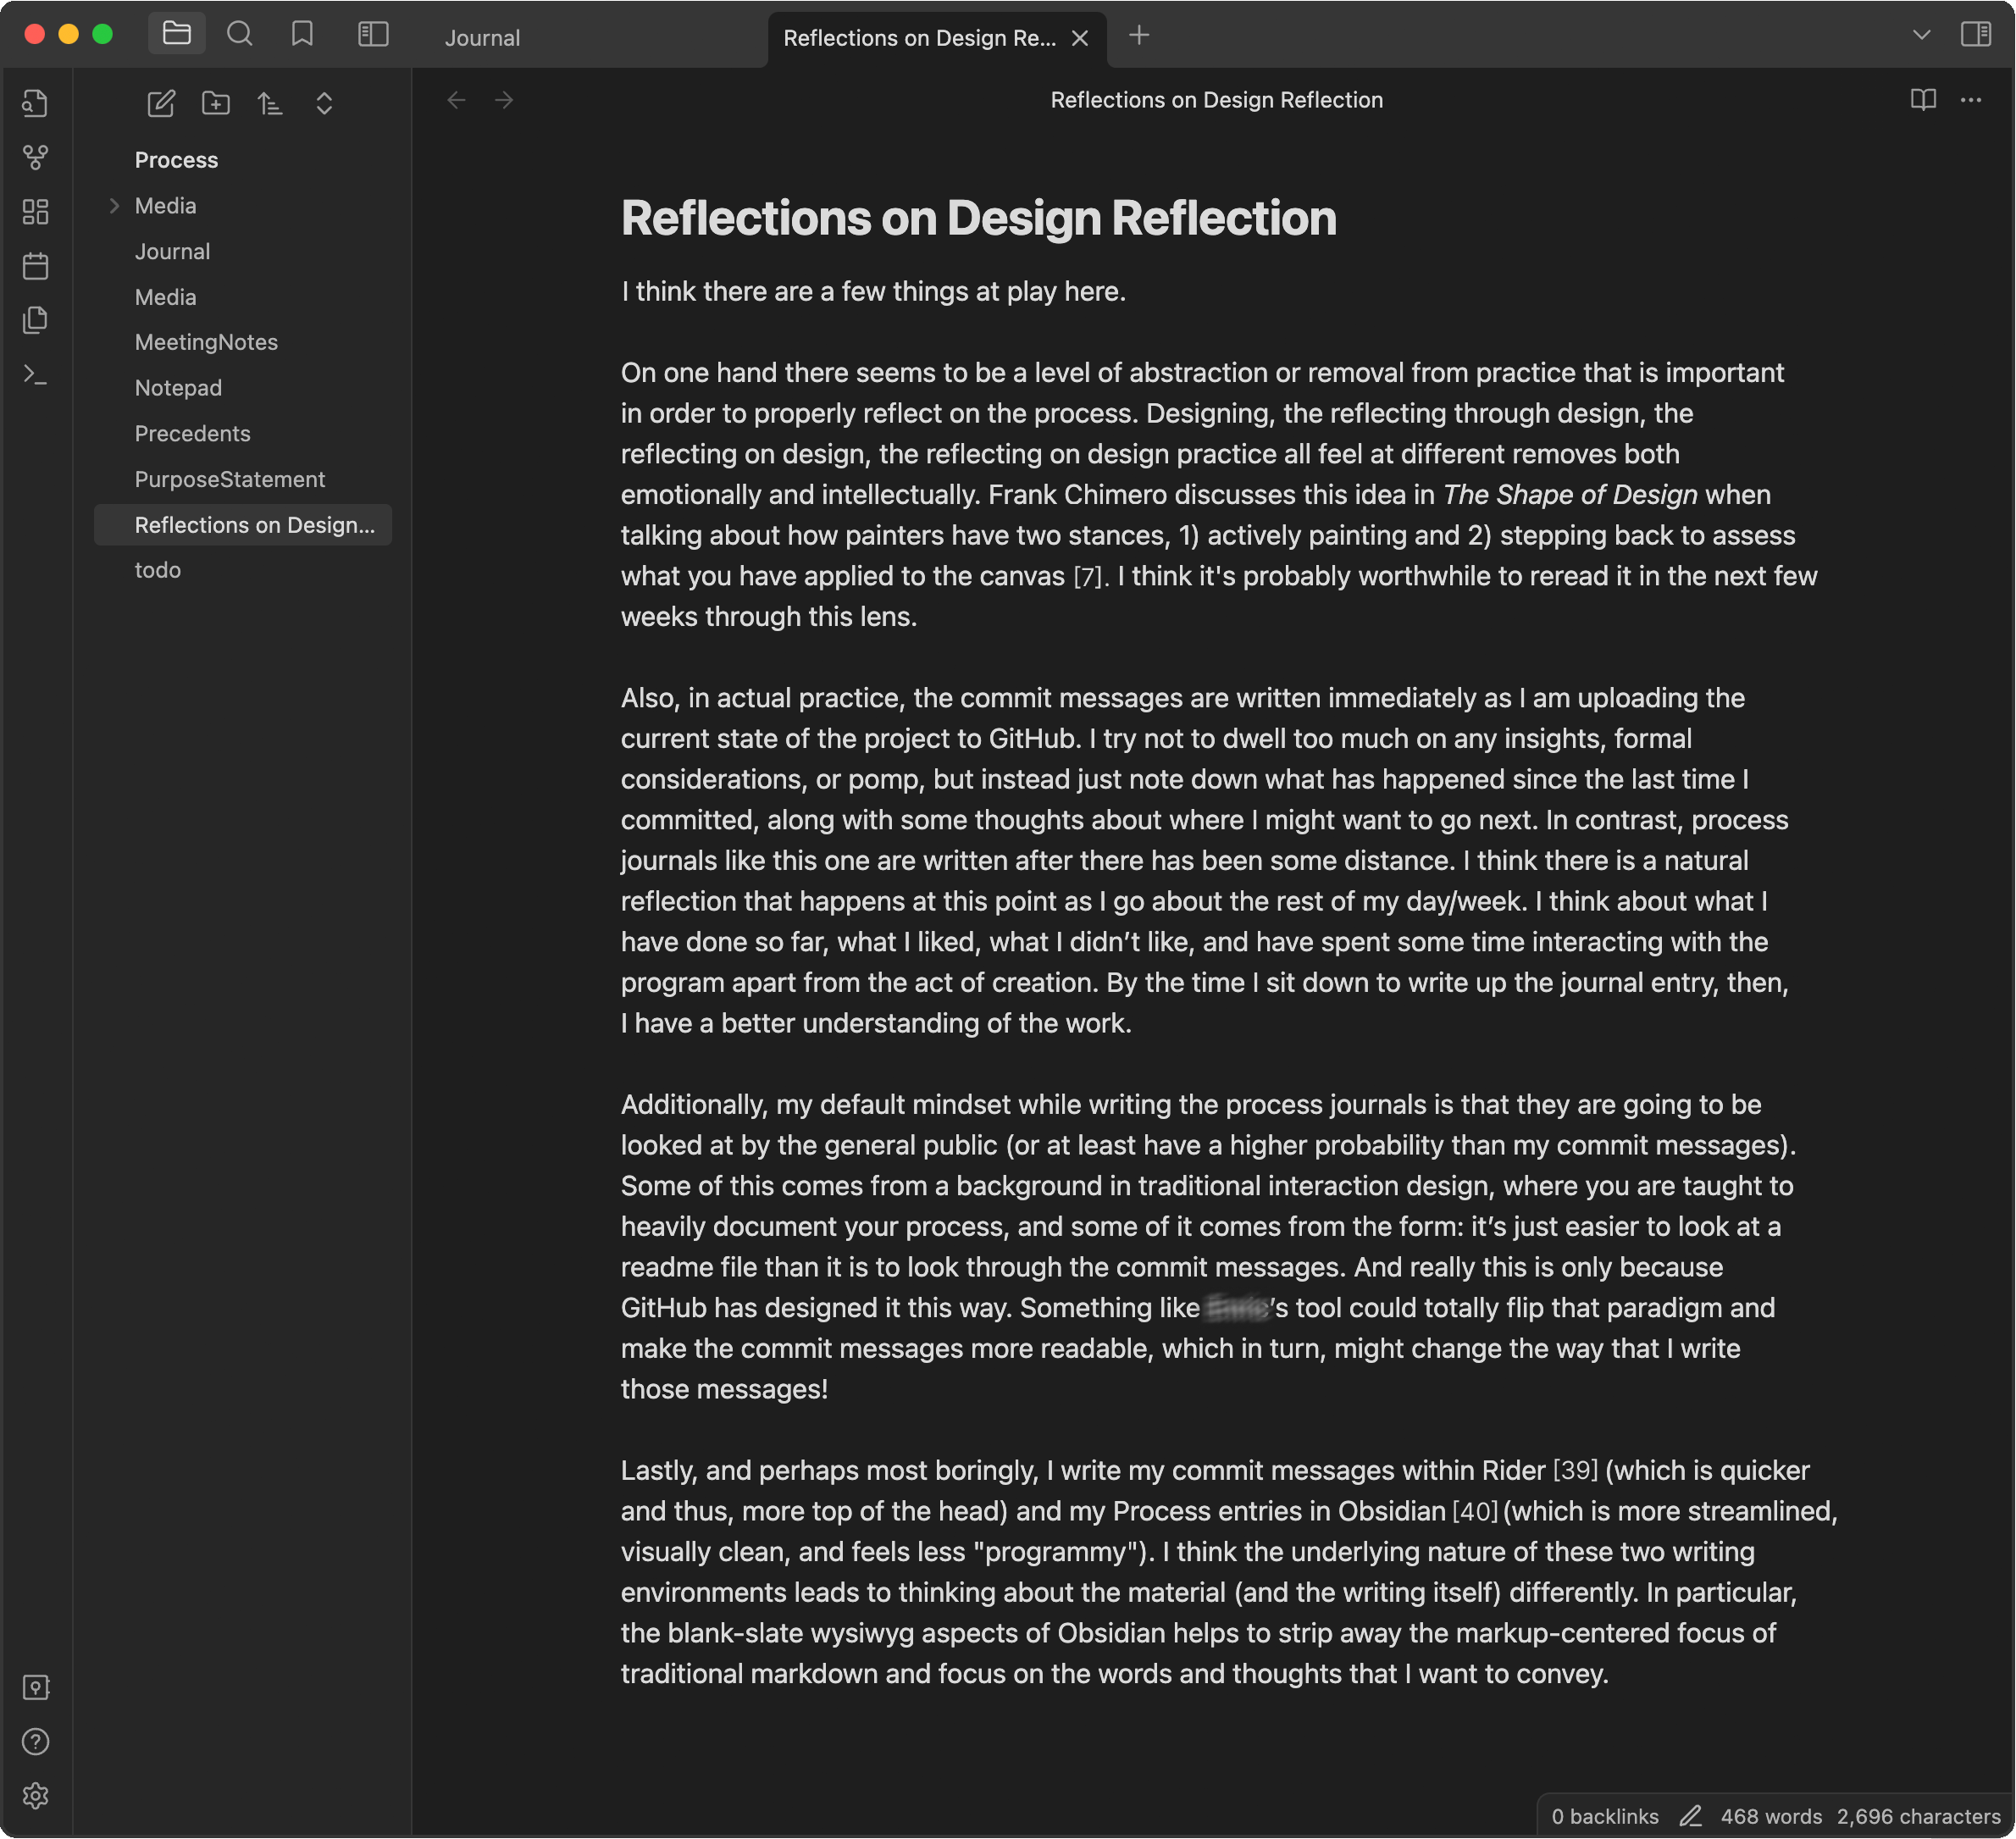 Journal
Reflections on Design Re...
Reflections on Design Reflection
Process
Media
Journal
Media
MeetingNotes
Notepad
Precedents
PurposeStatement
Reflections on Design...
todo
Reflections on Design Reflection
I think there are a few things at play here.
On one hand there seems to be a level of abstraction or removal from practice that is important
in order to properly reflect on the process. Designing, the reflecting through design, the
reflecting on design, the reflecting on design practice all feel at different removes both
emotionally and intellectually. Frank Chimero discusses this idea in The Shape of Design when
talking about how painters have two stances, 1) actively painting and 2) stepping back to assess
what you have applied to the canvas [7]. I think it's probably worthwhile to reread it in the next few
weeks through this lens.
Also, in actual practice, the commit messages are written immediately as I am uploading the
current state of the project to GitHub. I try not to dwell too much on any insights, formal
considerations, or pomp, but instead just note down what has happened since the last time I
committed, along with some thoughts about where I might want to go next. In contrast, process
journals like this one are written after there has been some distance. I think there is a natural
reflection that happens at this point as I go about the rest of my day/week. I think about what I
have done so far, what I liked, what I didn’t like, and have spent some time interacting with the
program apart from the act of creation. By the time I sit down to write up the journal entry, then,
I have a better understanding of the work.
Additionally, my default mindset while writing the process journals is that they are going to be
looked at by the general public (or at least have a higher probability than my commit messages).
Some of this comes from a background in traditional interaction design, where you are taught to
heavily document your process, and some of it comes from the form: it’s just easier to look at a
readme file than it is to look through the commit messages. And really this is only because
GitHub has designed it this way. Something like ’s tool could totally flip that paradigm and
make the commit messages more readable, which in turn, might change the way that I write
those messages!
Lastly, and perhaps most boringly, I write my commit messages within Rider [39] (which is quicker
and thus, more top of the head) and my Process entries in Obsidian [40] (which is more streamlined,
visually clean, and feels less "programmy"). I think the underlying nature of these two writing
environments leads to thinking about the material (and the writing itself) differently. In particular,
the blank-slate wysiwyg aspects of Obsidian helps to strip away the markup-centered focus of
traditional markdown and focus on the words and thoughts that I want to convey.
0 backlinks 468 words 2,696 characters